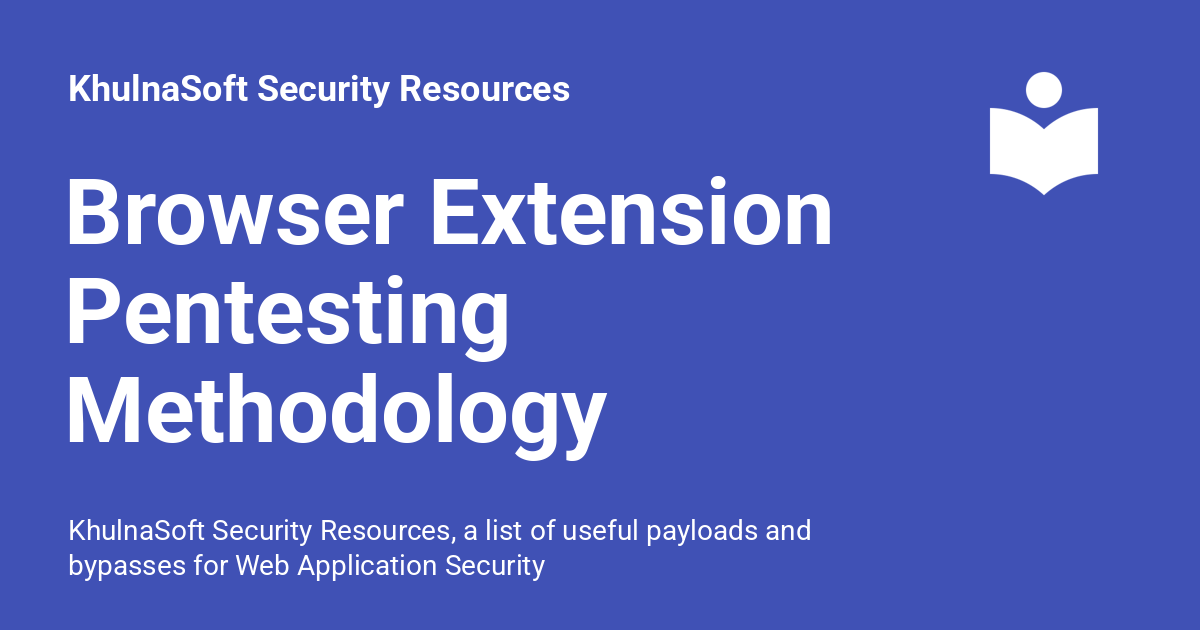 KhulnaSoft Security Resources
Browser Extension
Pentesting
Methodology
KhulnaSoft Security Resources, a list of useful payloads and
bypasses for Web Application Security